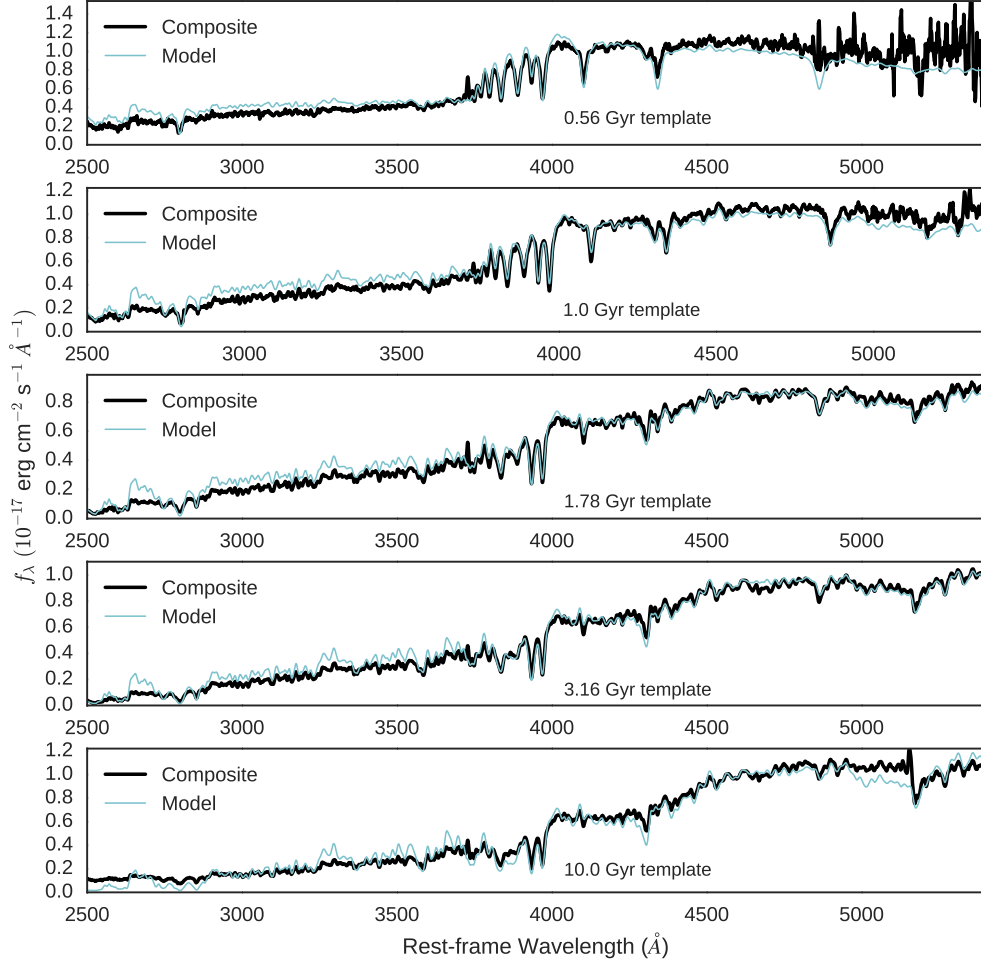 1.4
1.2
1.0
0.8
0.6
0.4
0.2
0.0
Composite
Model
0.56 Gyr template
2500 3000 3500 4000 4500 5000
1.2
1.0
0.8
0.6
0.4
0.2
0.0
Composite
Model
1.0 Gyr template
2500 3000 3500 4000 4500 5000
0.8
0.6
0.4
0.2
0.0
Composite
Model
1.78 Gyr template
2500 3000 3500 4000 4500 5000
1.0
0.8
0.6
0.4
0.2
0.0
Composite
Model
3.16 Gyr template
2500 3000 3500 4000 4500 5000
1.2
1.0
0.8
0.6
0.4
0.2
0.0
Composite
Model
10.0 Gyr template
2500 3000 3500 4000 4500 5000
Rest-frame Wavelength (Å)
fλ (10⁻¹⁷ erg cm⁻² s⁻¹ Å⁻¹)